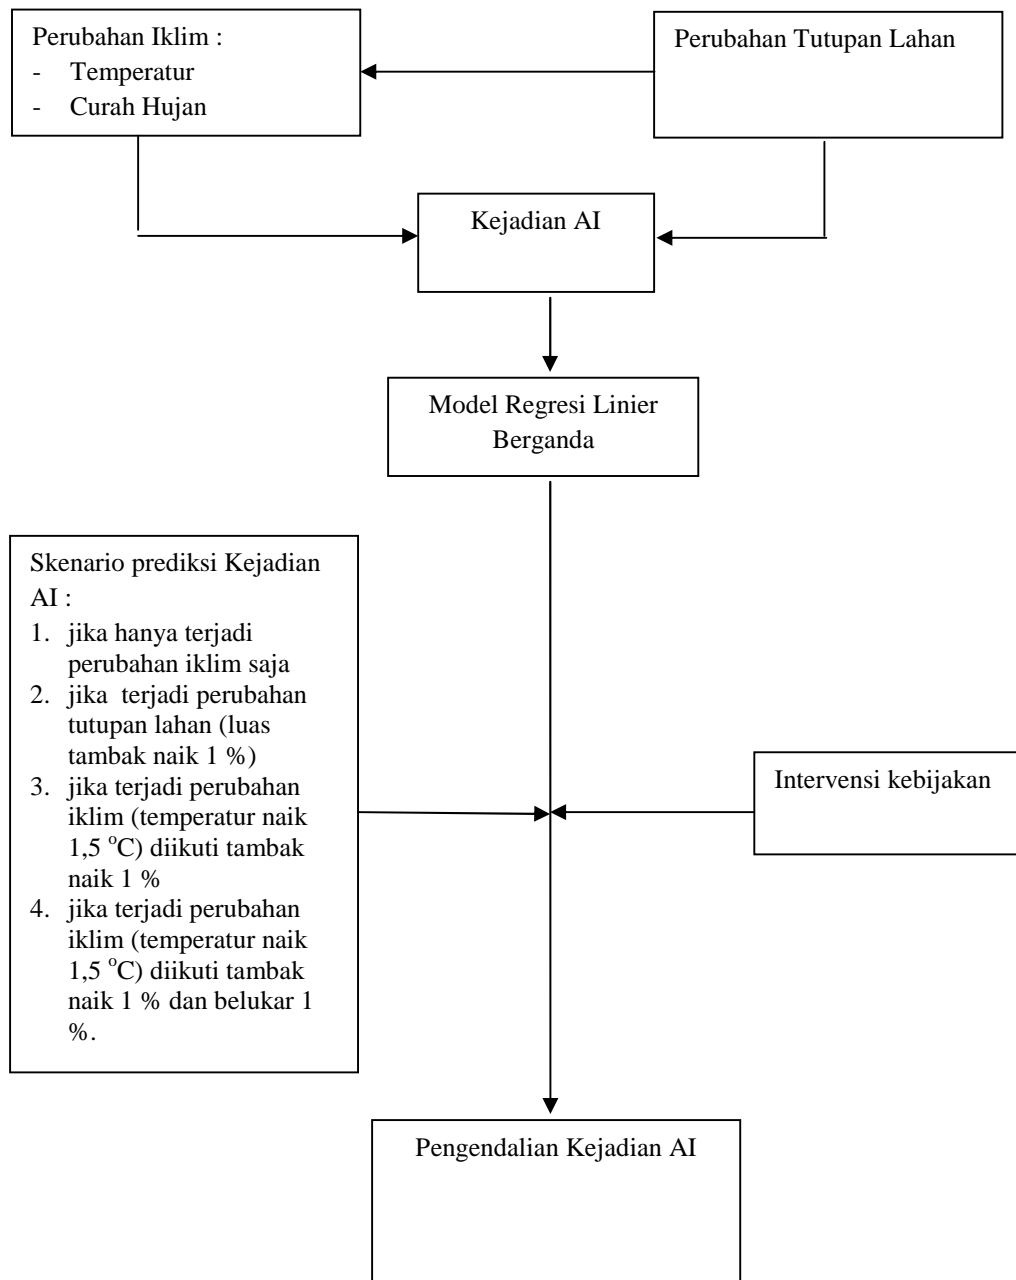 Perubahan Iklim :
- Temperatur
- Curah Hujan
Perubahan Tutupan Lahan
Kejadian AI
Model Regresi Linier
Berganda
Skenario prediksi Kejadian
AI :
1. jika hanya terjadi
perubahan iklim saja
2. jika terjadi perubahan
tutupan lahan (luas
tambak naik 1 %)
3. jika terjadi perubahan
iklim (temperatur naik
1,5 °C) diikuti tambak
naik 1 %
4. jika terjadi perubahan
iklim (temperatur naik
1,5 °C) diikuti tambak
naik 1 % dan belukar 1
%.
Intervensi kebijakan
Pengendalian Kejadian AI